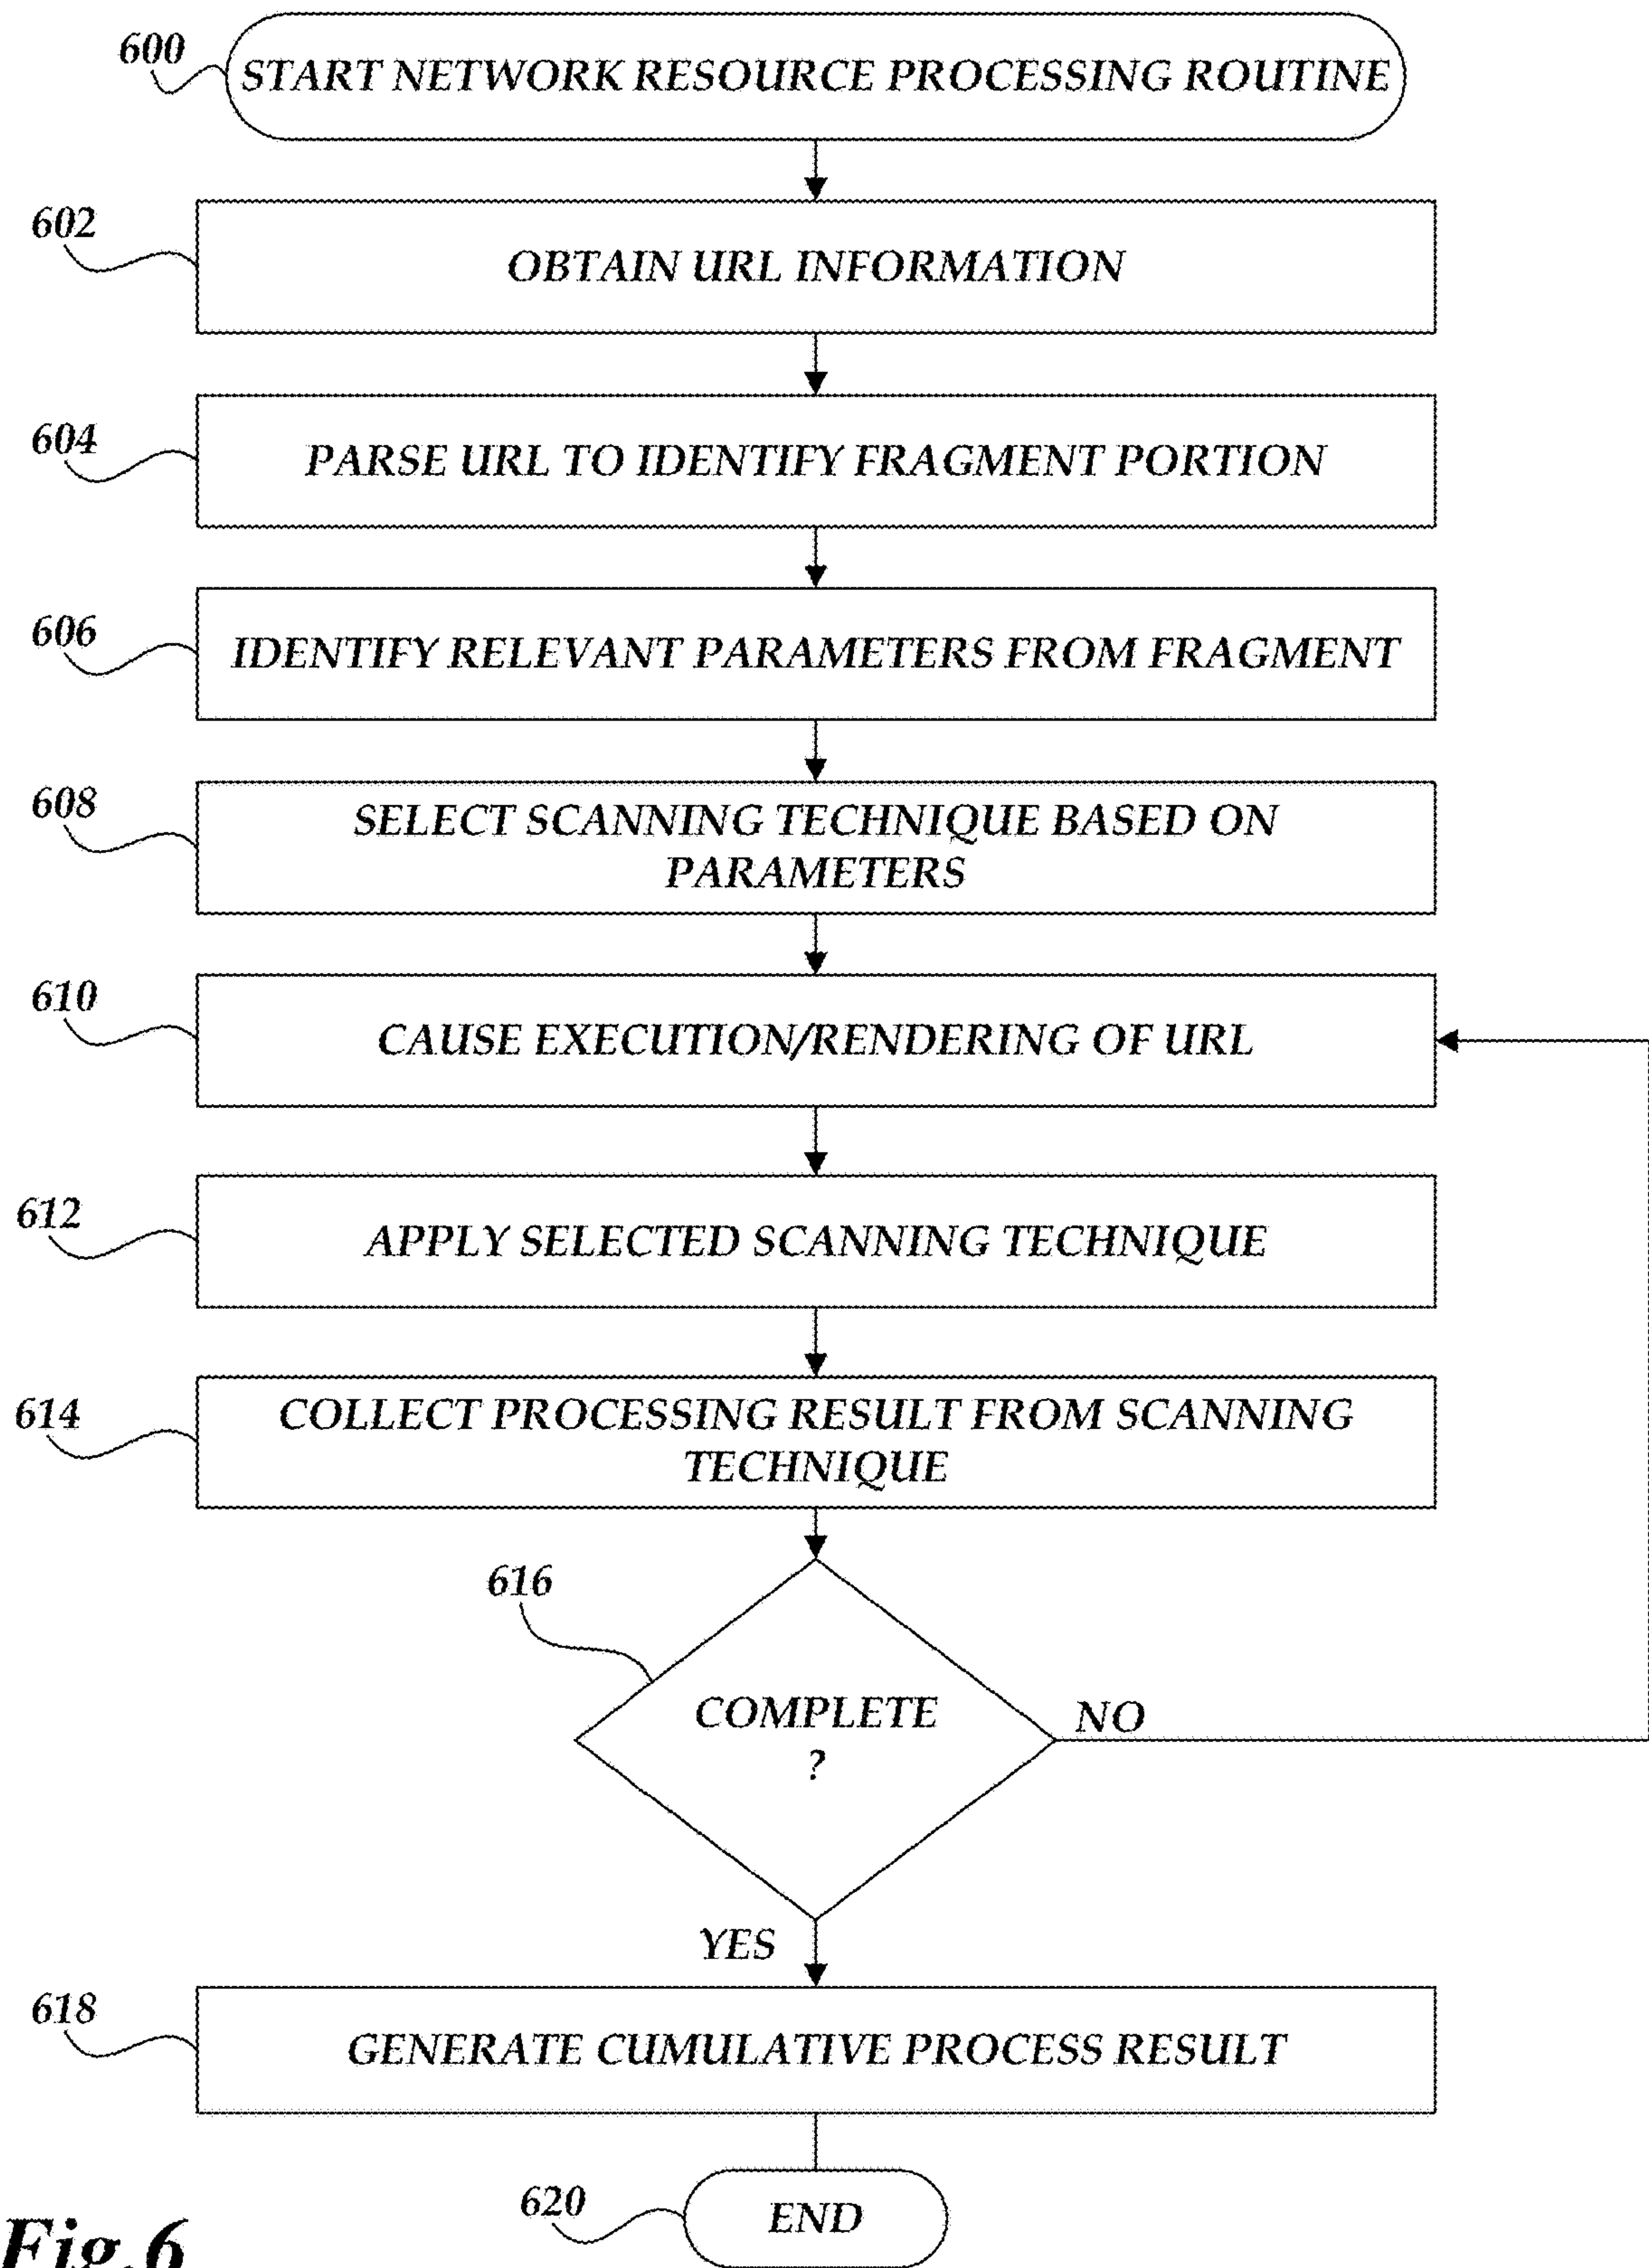 600
START NETWORK RESOURCE PROCESSING ROUTINE
602
OBTAIN URL INFORMATION
604
PARSE URL TO IDENTIFY FRAGMENT PORTION
606
IDENTIFY RELEVANT PARAMETERS FROM FRAGMENT
608
SELECT SCANNING TECHNIQUE BASED ON
PARAMETERS
610
CAUSE EXECUTION/RENDERING OF URL
612
APPLY SELECTED SCANNING TECHNIQUE
614
COLLECT PROCESSING RESULT FROM SCANNING
TECHNIQUE
616
COMPLETE
?
NO
YES
618
GENERATE CUMULATIVE PROCESS RESULT
620
END
Fig.6